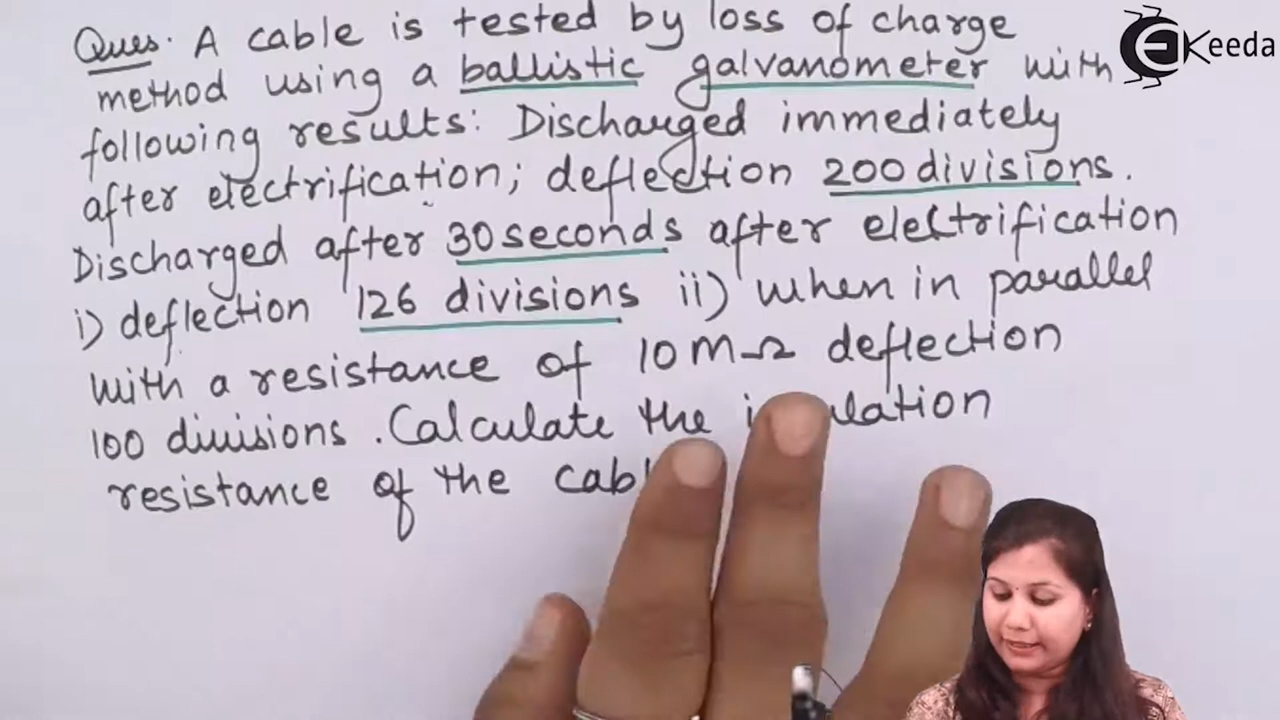 Ques. A cable is tested by loss of charge
method using a ballistic galvanometer with
following results: Discharged immediately
after electrification; deflection 200 divisions.
Discharged after 30 seconds after electrification
i) deflection 126 divisions ii) when in parallel
with a resistance of 10 MΩ deflection
100 divisions. Calculate the
resistance of the
EKeeda